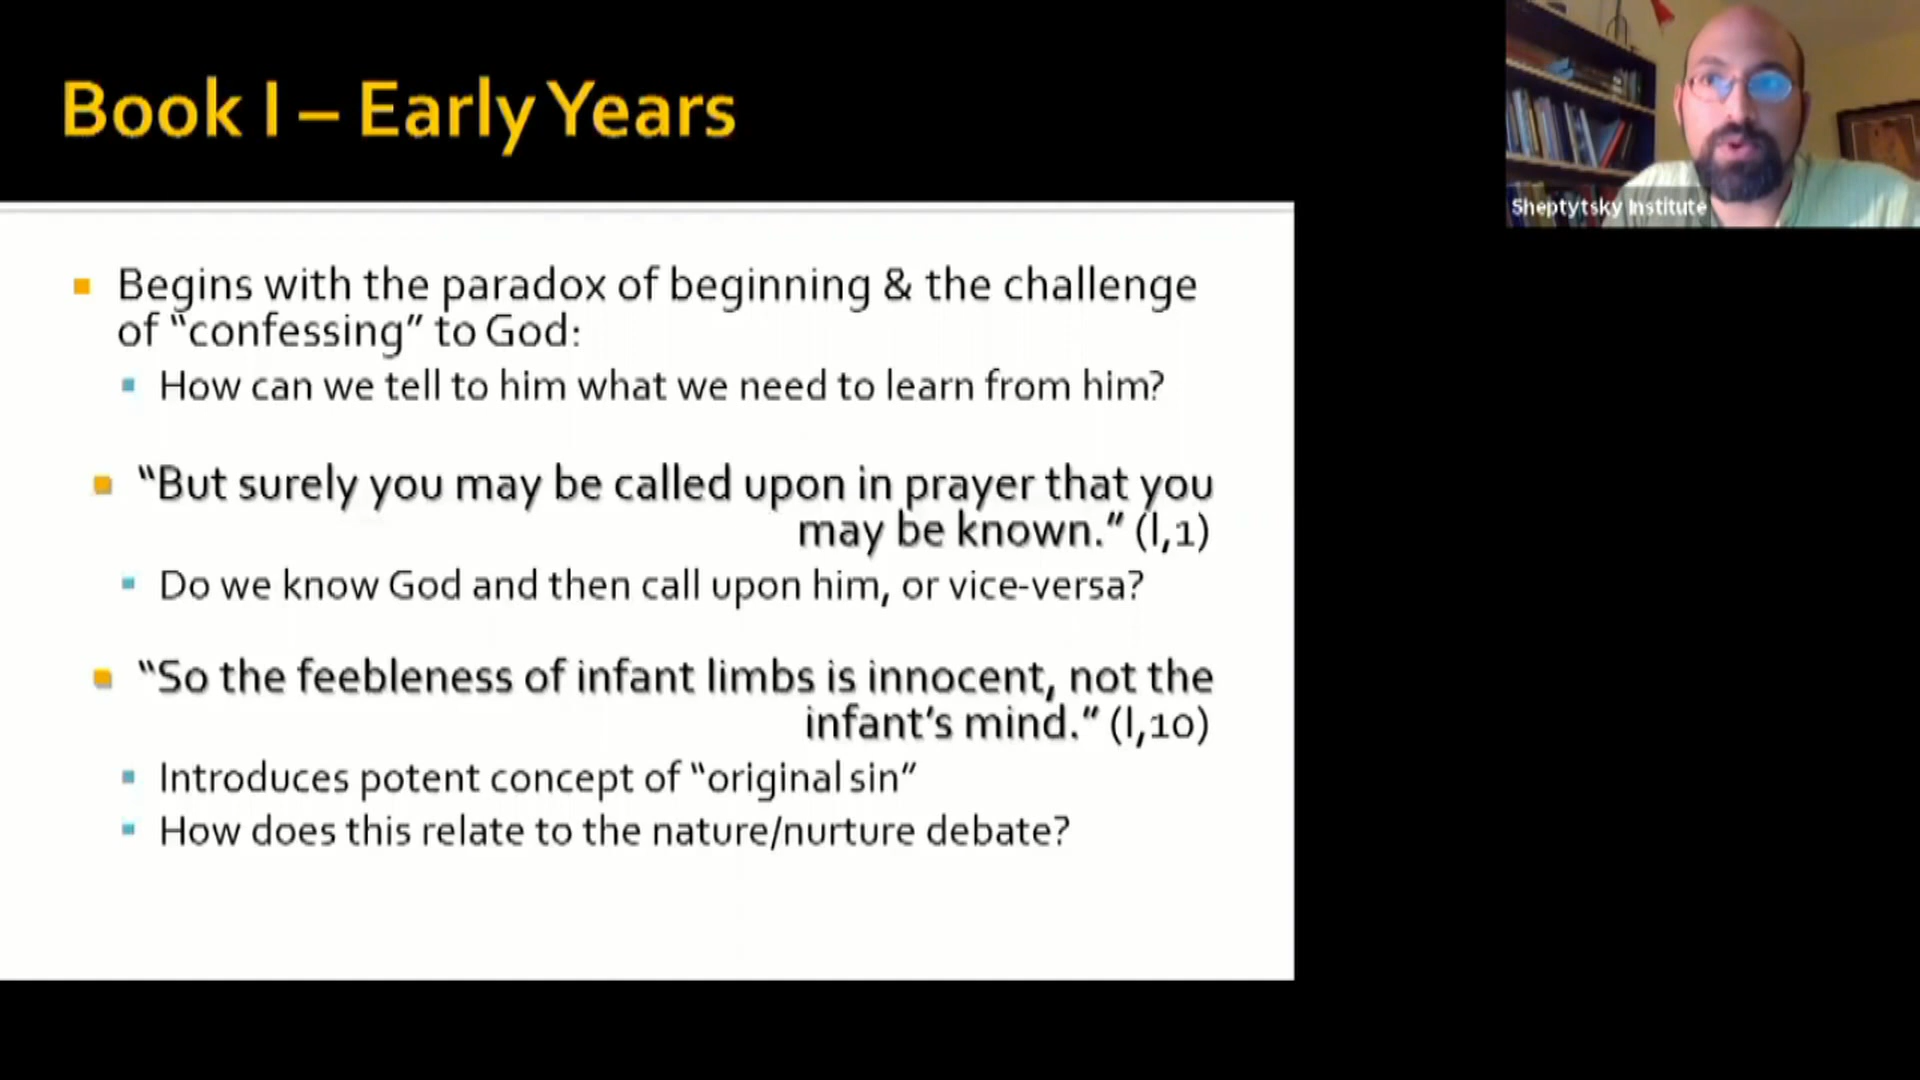 Book I – Early Years
Sheptytsky Institute
Begins with the paradox of beginning & the challenge
of “confessing” to God:
How can we tell to him what we need to learn from him?
“But surely you may be called upon in prayer that you
may be known.” (I,1)
Do we know God and then call upon him, or vice-versa?
“So the feebleness of infant limbs is innocent, not the
infant’s mind.” (I,10)
Introduces potent concept of “original sin”
How does this relate to the nature/nurture debate?